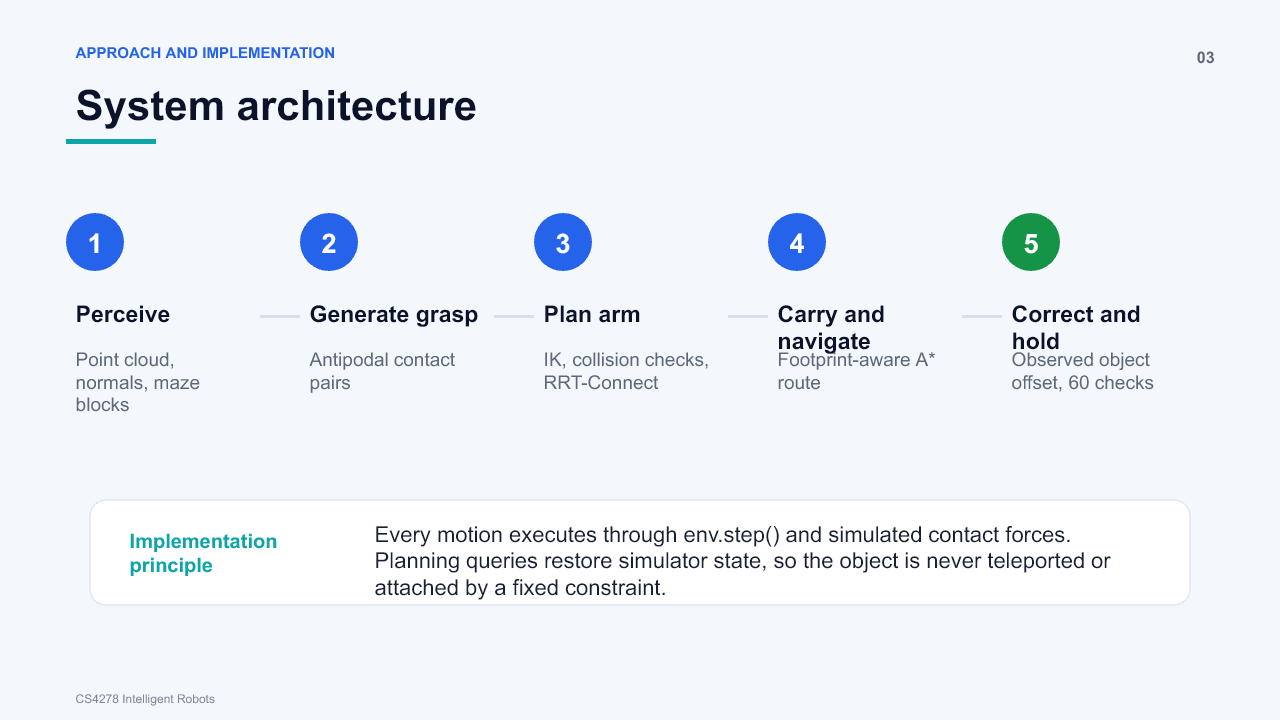 APPROACH AND IMPLEMENTATION
03
System architecture
1
2
3
4
5
Perceive
Generate grasp
Plan arm
Carry and
navigate
Correct and
hold
Point cloud,
normals, maze
blocks
Antipodal contact
pairs
IK, collision checks,
RRT-Connect
Footprint-aware A*
route
Observed object
offset, 60 checks
Implementation
principle
Every motion executes through env.step() and simulated contact forces.
Planning queries restore simulator state, so the object is never teleported or
attached by a fixed constraint.
CS4278 Intelligent Robots